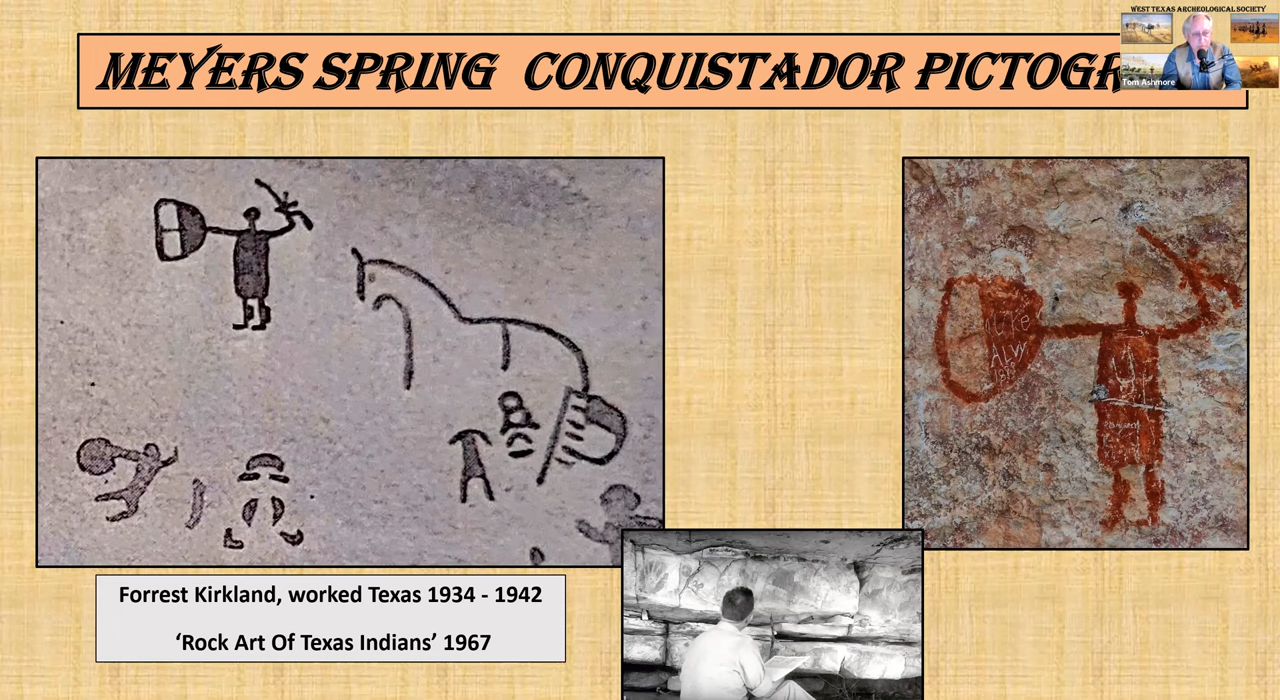 WEST TEXAS ARCHEOLOGICAL SOCIETY
Tom Ashmore
MEYERS SPRING CONQUISTADOR
ALVY
Forrest Kirkland, worked Texas 1934 - 1942
‘Rock Art Of Texas Indians’ 1967